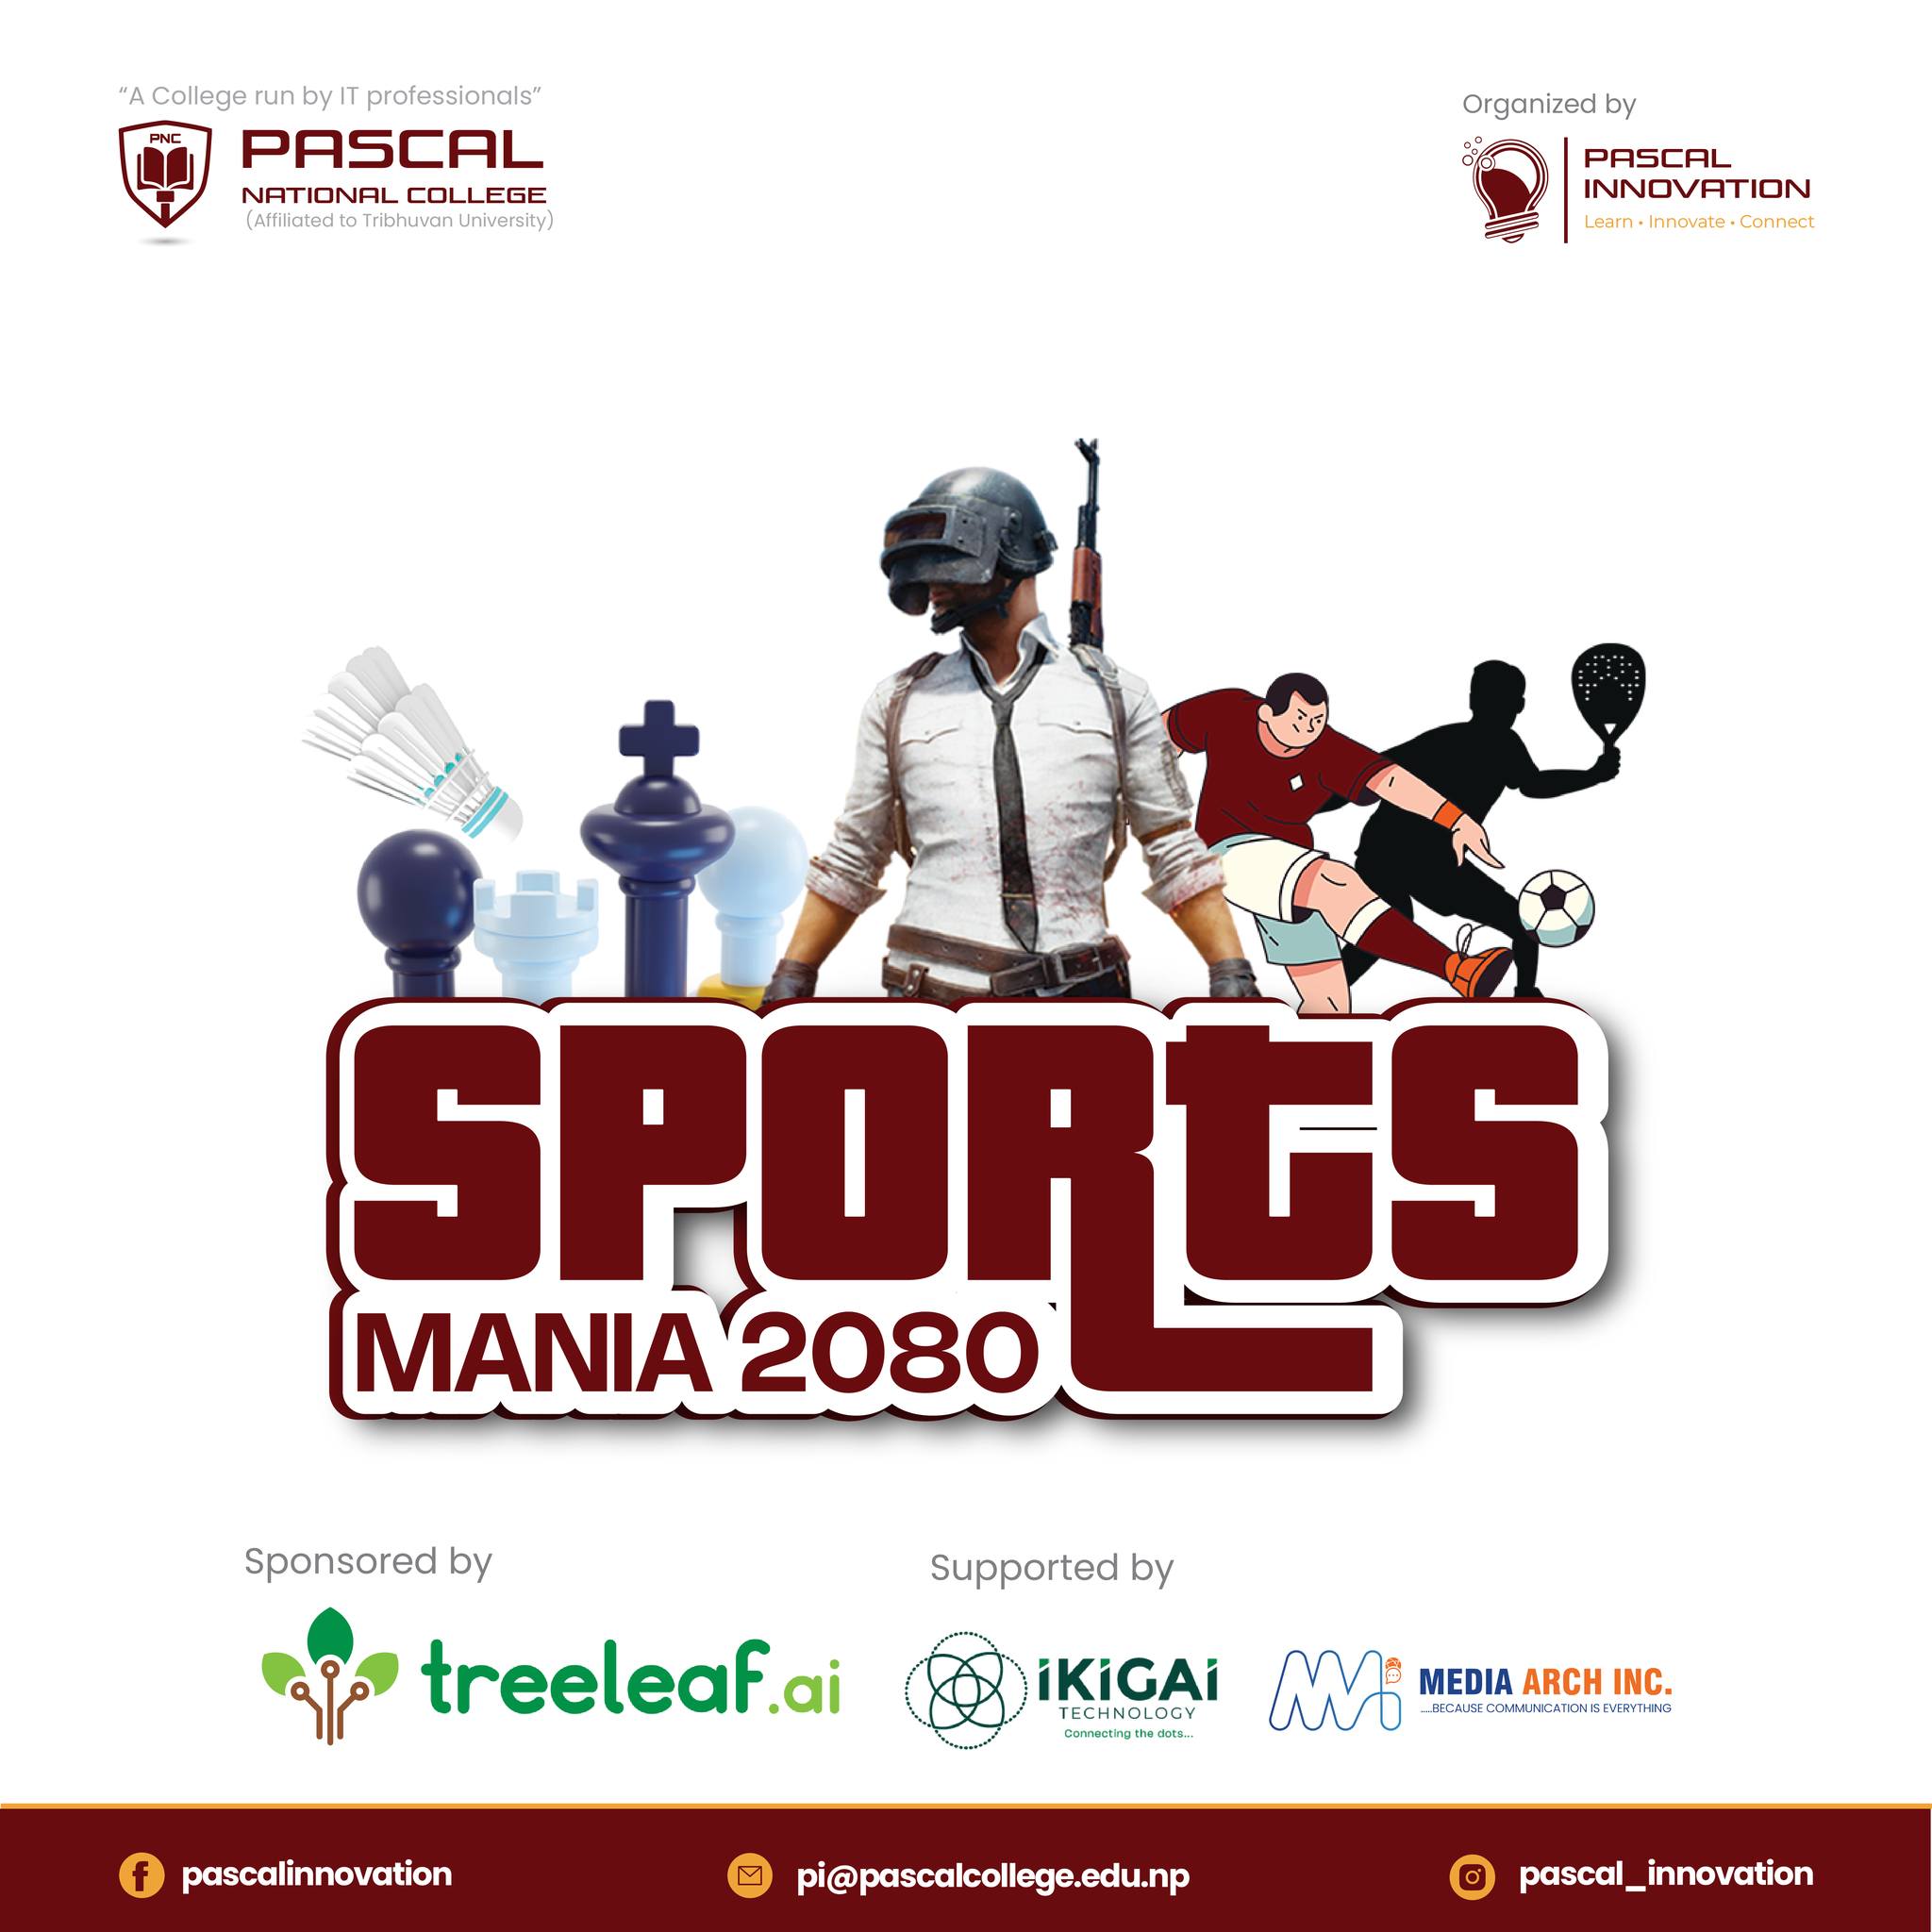 “A College run by IT professionals”
PNC
PASCAL
NATIONAL COLLEGE
(Affiliated to Tribhuvan University)
Organized by
PASCAL
INNOVATION
Learn • Innovate • Connect
SPORtS
MANIA 2080
Sponsored by
treeleaf.ai
Supported by
iKiGAi
TECHNOLOGY
Connecting the dots...
MEDIA ARCH INC.
.....BECAUSE COMMUNICATION IS EVERYTHING
pascalinnovation
pi@pascalcollege.edu.np
pascal_innovation